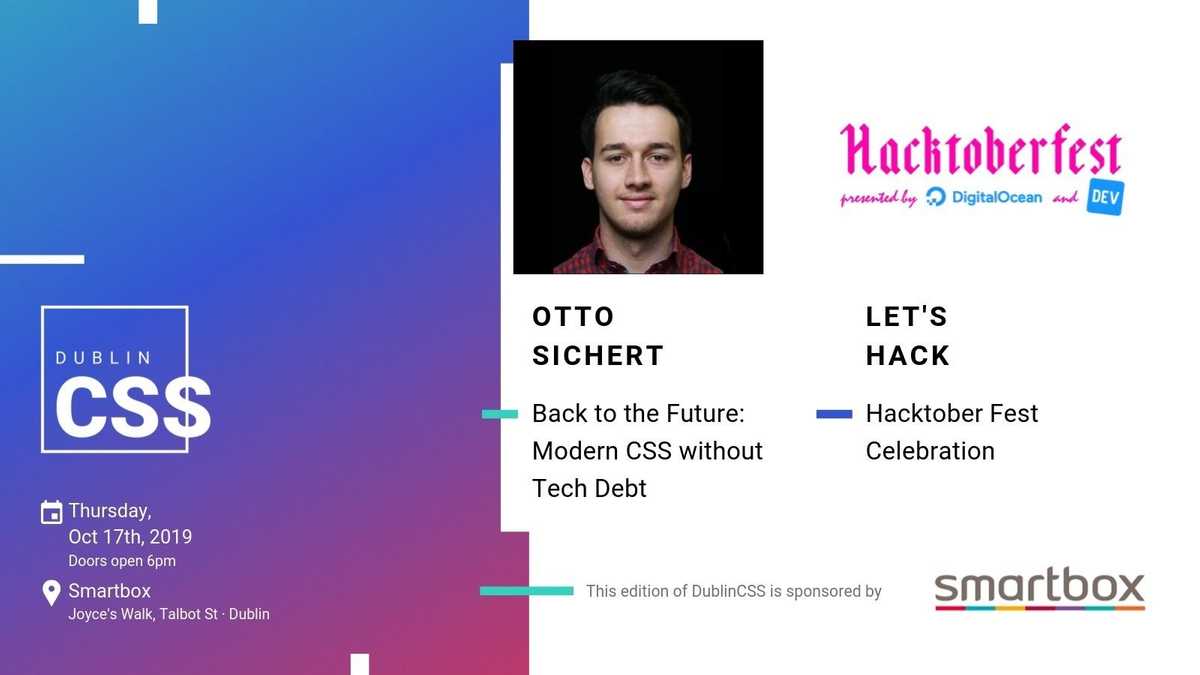 DUBLIN
CSS
Thursday,
Oct 17th, 2019
Doors open 6pm
Smartbox
Joyce's Walk, Talbot St · Dublin
OTTO
SICHERT
Back to the Future:
Modern CSS without
Tech Debt
Hacktoberfest
presented by DigitalOcean and DEV
LET'S
HACK
Hacktober Fest
Celebration
This edition of DublinCSS is sponsored by
smartbox